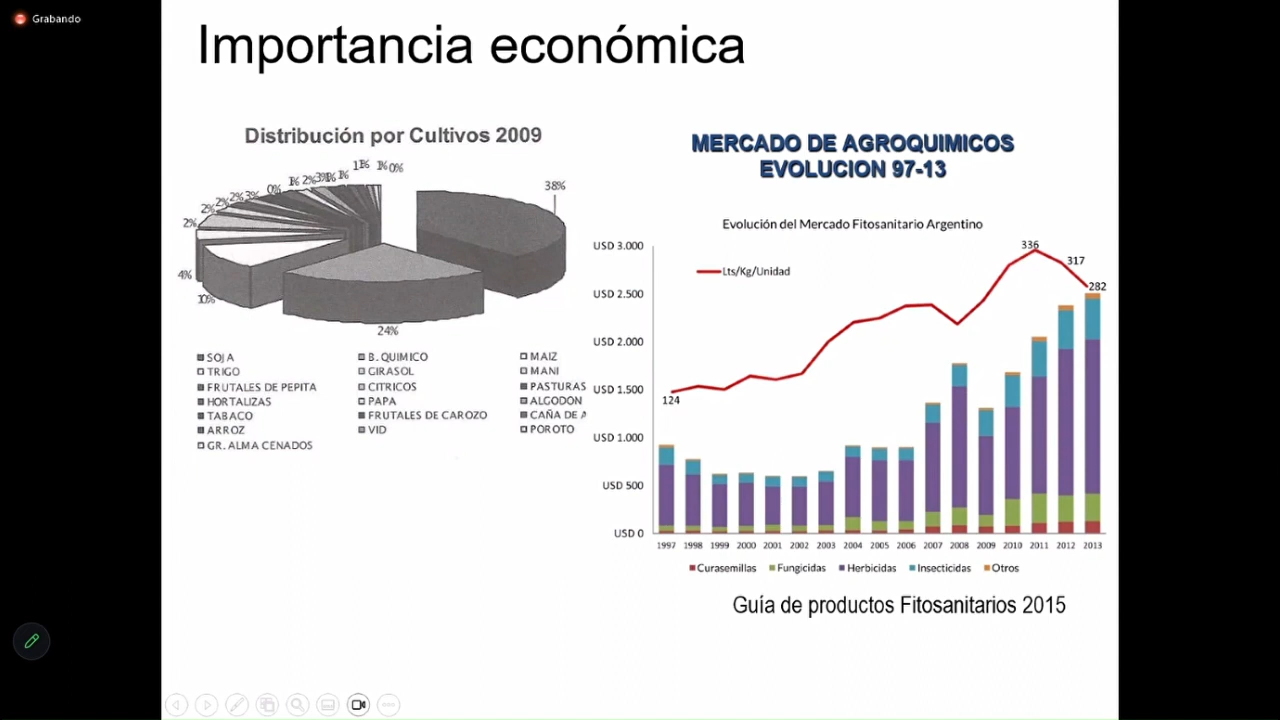 Grabando
Importancia económica
Distribución por Cultivos 2009
38%
24%
10%
4%
2%
2%
2%
2%
3%
0%
1%
2%
1%
1%
0%
SOJA
B. QUIMICO
MAIZ
TRIGO
GIRASOL
MANI
FRUTALES DE PEPITA
CITRICOS
PASTURAS
HORTALIZAS
PAPA
ALGODON
TABACO
FRUTALES DE CAROZO
CAÑA DE A
ARROZ
VID
POROTO
GR. ALMA CENADOS
MERCADO DE AGROQUIMICOS
EVOLUCION 97-13
Evolución del Mercado Fitosanitario Argentino
Lts/Kg/Unidad
336
317
282
124
USD 3.000
USD 2.500
USD 2.000
USD 1.500
USD 1.000
USD 500
USD 0
1997 1998 1999 2000 2001 2002 2003 2004 2005 2006 2007 2008 2009 2010 2011 2012 2013
Curasemillas Fungicidas Herbicidas Insecticidas Otros
Guía de productos Fitosanitarios 2015